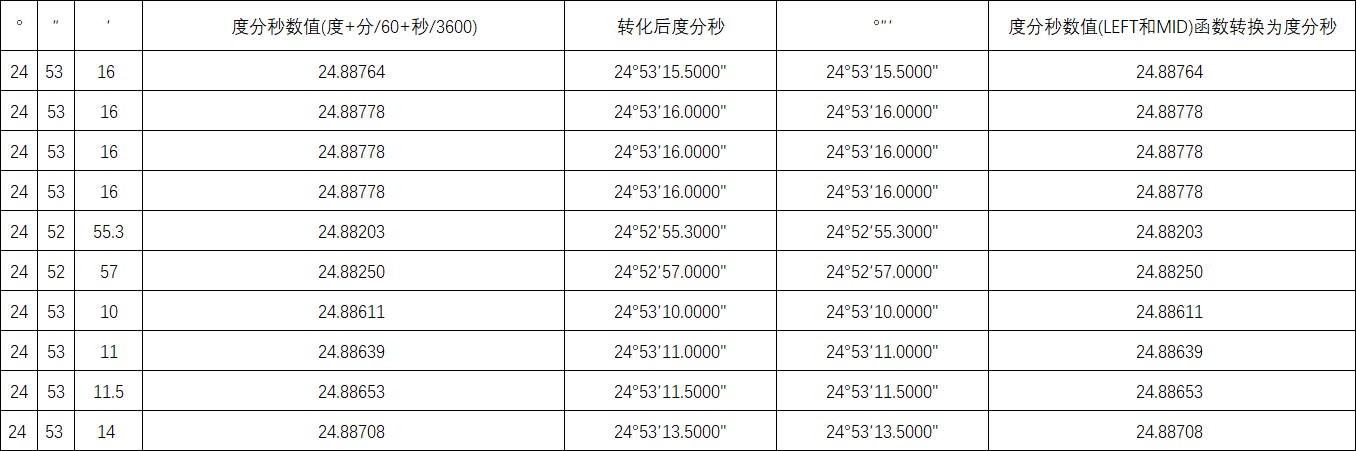 ° ″ ′ 度分秒数值(度+分/60+秒/3600) 转化后度分秒 °″′ 度分秒数值(LEFT和MID)函数转换为度分秒
24 53 16 24.88764 24°53′15.5000" 24°53′15.5000" 24.88764
24 53 16 24.88778 24°53′16.0000" 24°53′16.0000" 24.88778
24 53 16 24.88778 24°53′16.0000" 24°53′16.0000" 24.88778
24 53 16 24.88778 24°53′16.0000" 24°53′16.0000" 24.88778
24 52 55.3 24.88203 24°52′55.3000" 24°52′55.3000" 24.88203
24 52 57 24.88250 24°52′57.0000" 24°52′57.0000" 24.88250
24 53 10 24.88611 24°53′10.0000" 24°53′10.0000" 24.88611
24 53 11 24.88639 24°53′11.0000" 24°53′11.0000" 24.88639
24 53 11.5 24.88653 24°53′11.5000" 24°53′11.5000" 24.88653
24 53 14 24.88708 24°53′13.5000" 24°53′13.5000" 24.88708